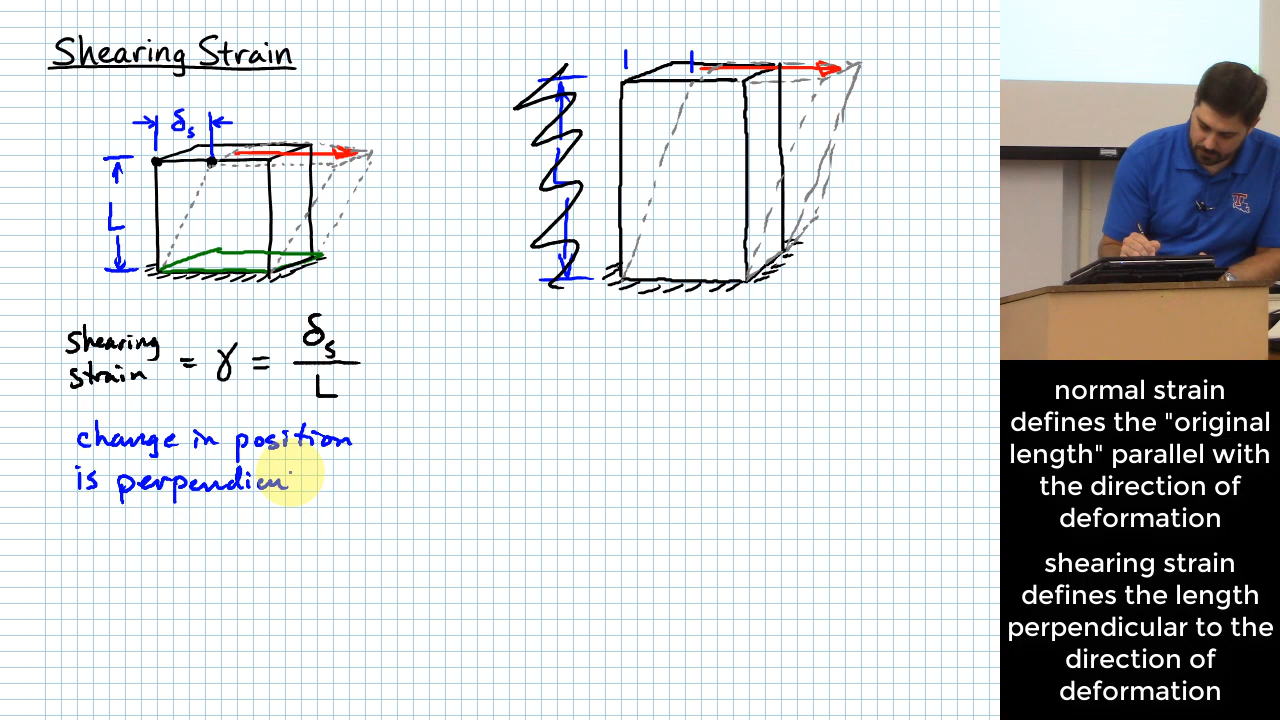 Shearing Strain
δs
L
shearing
strain = γ = δs
L
change in position
is perpendicu
normal strain
defines the "original
length" parallel with
the direction of
deformation
shearing strain
defines the length
perpendicular to the
direction of
deformation